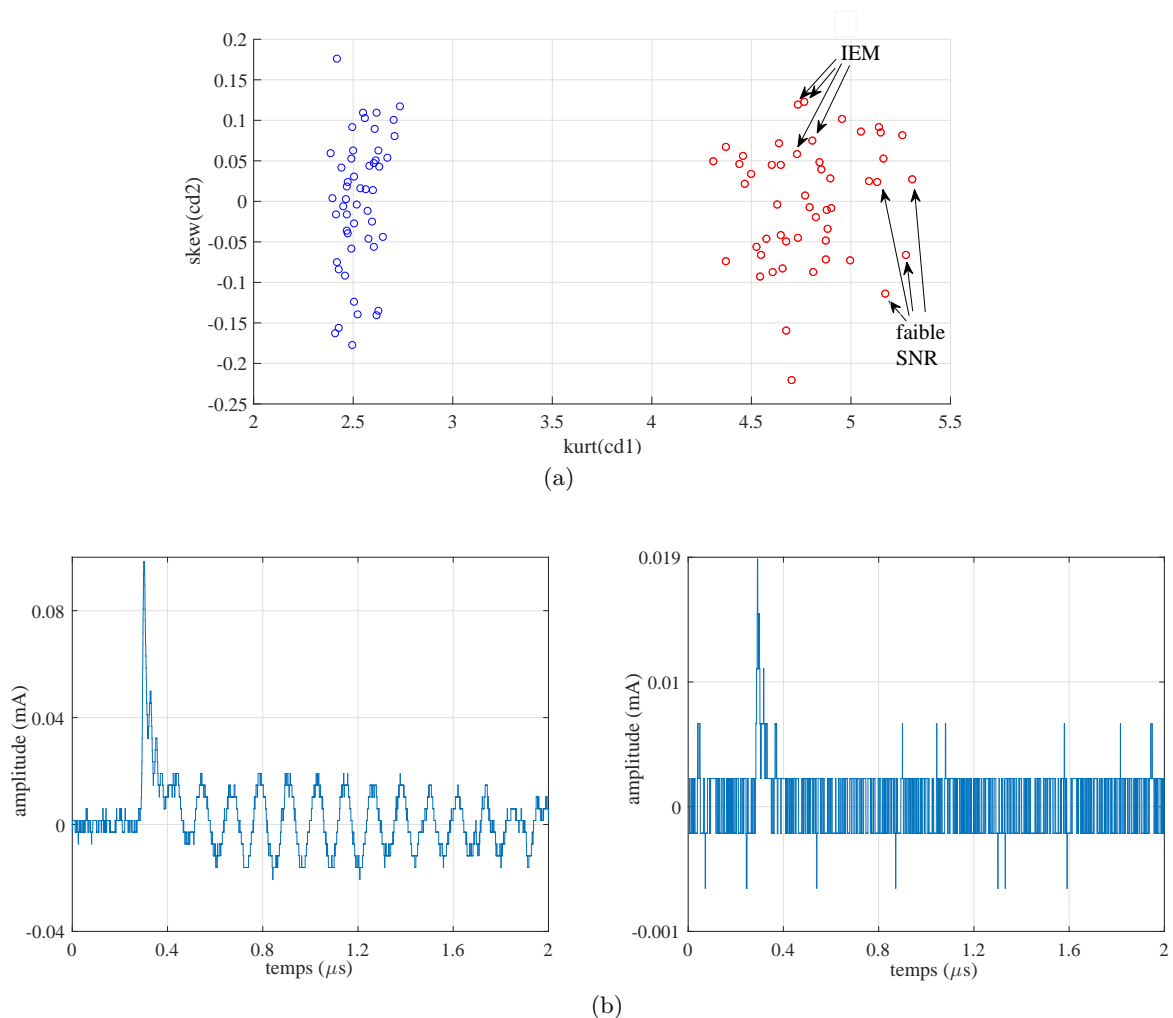 0.2
0.15
0.1
0.05
0
-0.05
-0.1
-0.15
-0.2
-0.25
skew(cd2)
IEM
faible
SNR
2 2.5 3 3.5 4 4.5 5 5.5
kurt(cd1)
(a)
0.08
0.04
0
-0.04
amplitude (mA)
0 0.4 0.8 1.2 1.6 2
temps (μs)
0.019
0.01
0
-0.001
amplitude (mA)
0 0.4 0.8 1.2 1.6 2
temps (μs)
(b)